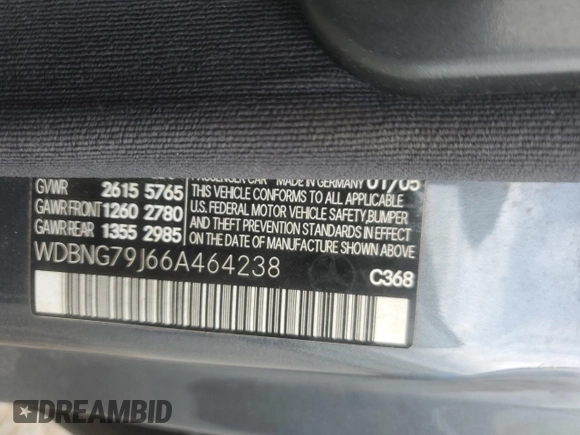 PASSENGER CAR MADE IN GERMANY 01/05
GVWR 2615 5765
THIS VEHICLE CONFORMS TO ALL APPLICABLE
GAWR FRONT 1260 2780
U.S. FEDERAL MOTOR VEHICLE SAFETY, BUMPER
GAWR REAR 1355 2985
AND THEFT PREVENTION STANDARDS IN EFFECT
ON THE DATE OF MANUFACTURE SHOWN ABOVE.
WDBNG79J66A464238
C368
DREAMBID